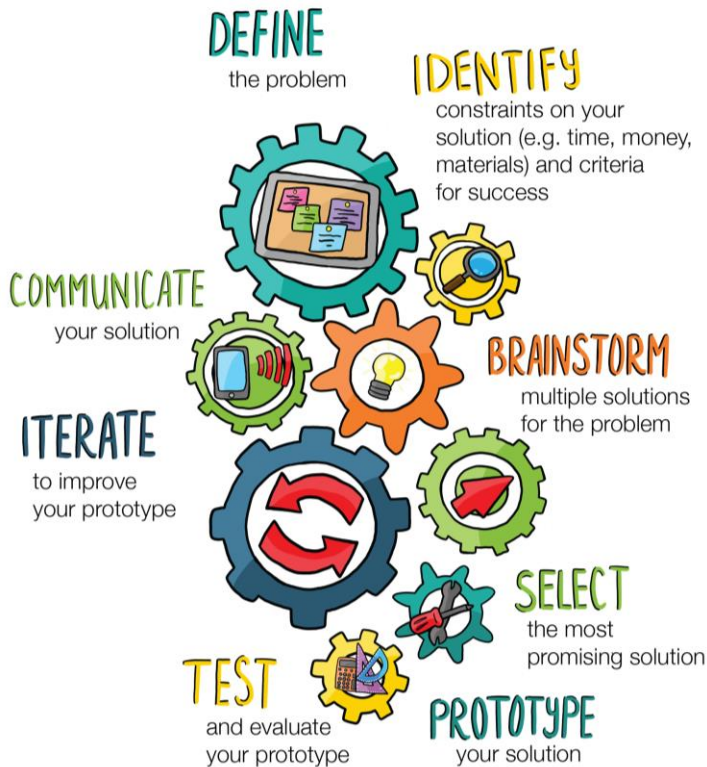 DEFINE
the problem
IDENTIFY
constraints on your
solution (e.g. time, money,
materials) and criteria
for success
BRAINSTORM
multiple solutions
for the problem
SELECT
the most
promising solution
PROTOTYPE
your solution
TEST
and evaluate
your prototype
ITERATE
to improve
your prototype
COMMUNICATE
your solution